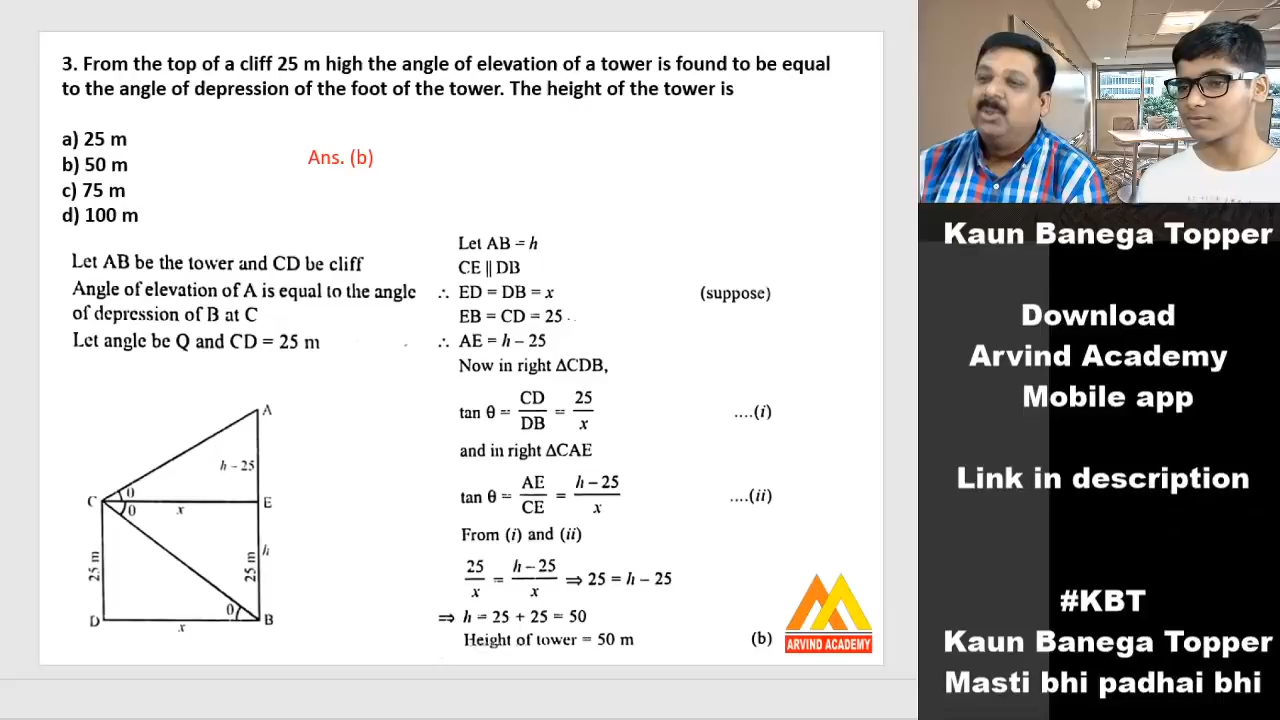 3. From the top of a cliff 25 m high the angle of elevation of a tower is found to be equal
to the angle of depression of the foot of the tower. The height of the tower is
a) 25 m
b) 50 m
c) 75 m
d) 100 m
Ans. (b)
Let AB be the tower and CD be cliff
Angle of elevation of A is equal to the angle
of depression of B at C
Let angle be Q and CD = 25 m
Let AB = h
CE || DB
∴ ED = DB = x (suppose)
EB = CD = 25
∴ AE = h – 25
Now in right ΔCDB,
tan θ = CD/DB = 25/x ....(i)
and in right ΔCAE
tan θ = AE/CE = h – 25/x ....(ii)
From (i) and (ii)
25/x = h – 25/x ⇒ 25 = h – 25
⇒ h = 25 + 25 = 50
Height of tower = 50 m (b)
A
h – 25
C
θ
θ
x
E
25 m
25 m
h
D
x
θ
B
ARVIND ACADEMY
Kaun Banega Topper
Download
Arvind Academy
Mobile app
Link in description
#KBT
Kaun Banega Topper
Masti bhi padhai bhi